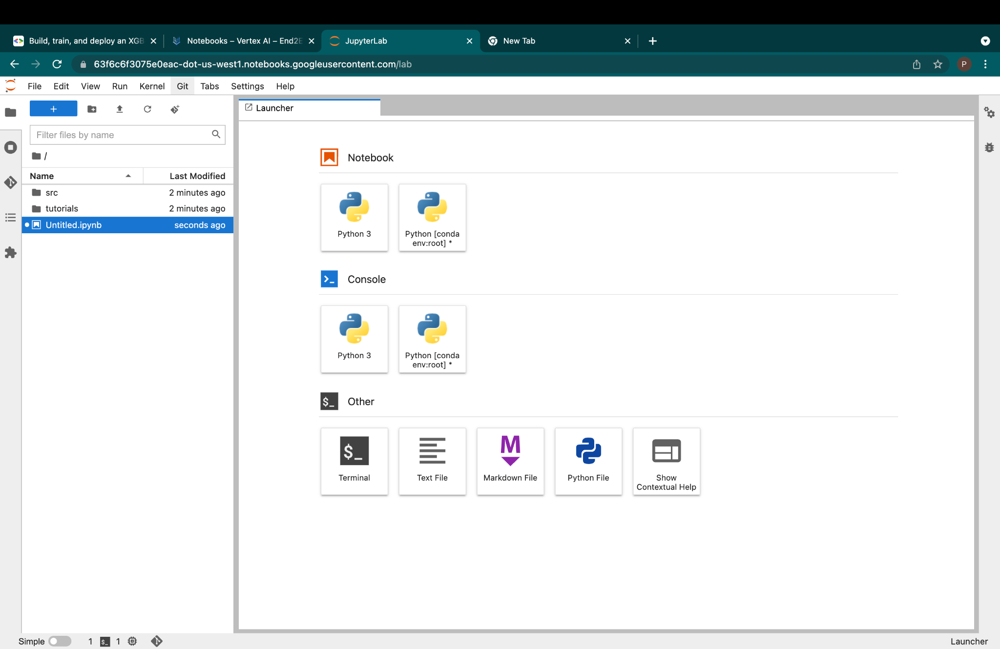 Build, train, and deploy an XGB
Notebooks – Vertex AI – End2E
JupyterLab
New Tab
63f6c6f3075e0eac-dot-us-west1.notebooks.googleusercontent.com/lab
P
File Edit View Run Kernel Git Tabs Settings Help
Launcher
Filter files by name
/
Name Last Modified
src 2 minutes ago
tutorials 2 minutes ago
Untitled.ipynb seconds ago
Notebook
Python 3
Python [conda
env:root] *
Console
Python 3
Python [conda
env:root] *
$_ Other
$_
Terminal
Text File
M
Markdown File
Python File
Show
Contextual Help
Simple 1 $_ 1
Launcher